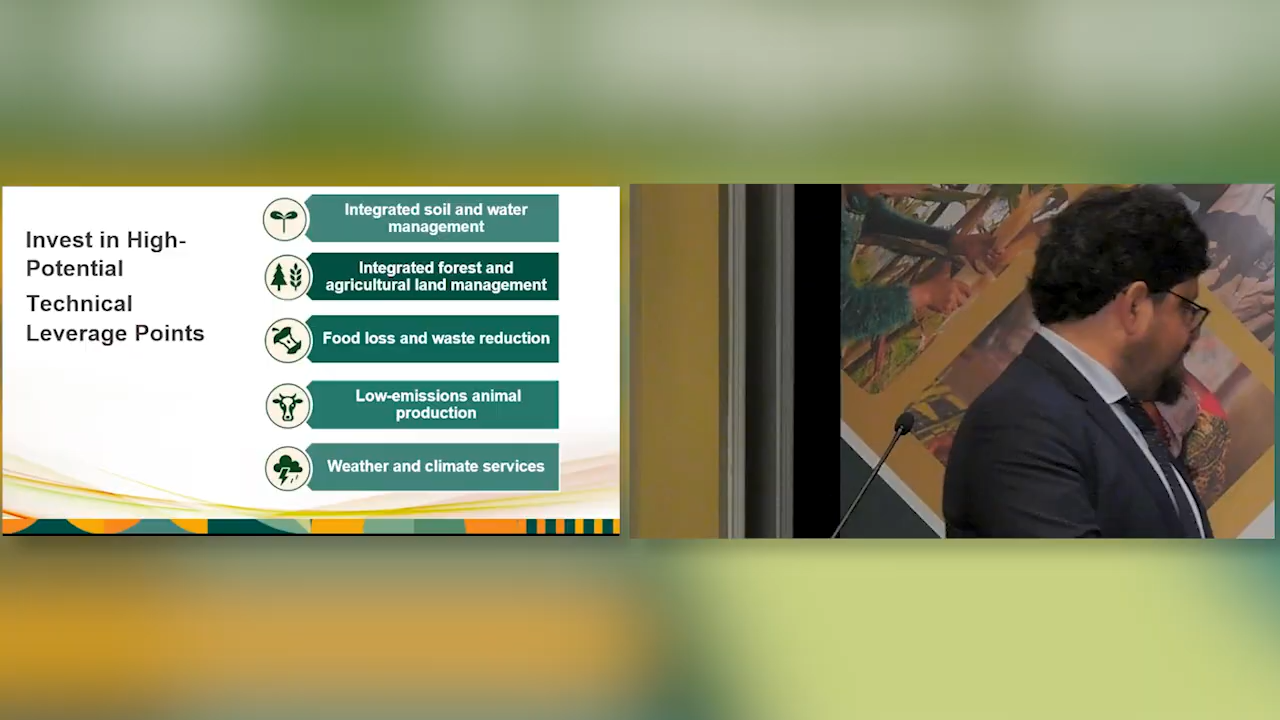 Invest in High-
Potential
Technical
Leverage Points
Integrated soil and water
management
Integrated forest and
agricultural land management
Food loss and waste reduction
Low-emissions animal
production
Weather and climate services